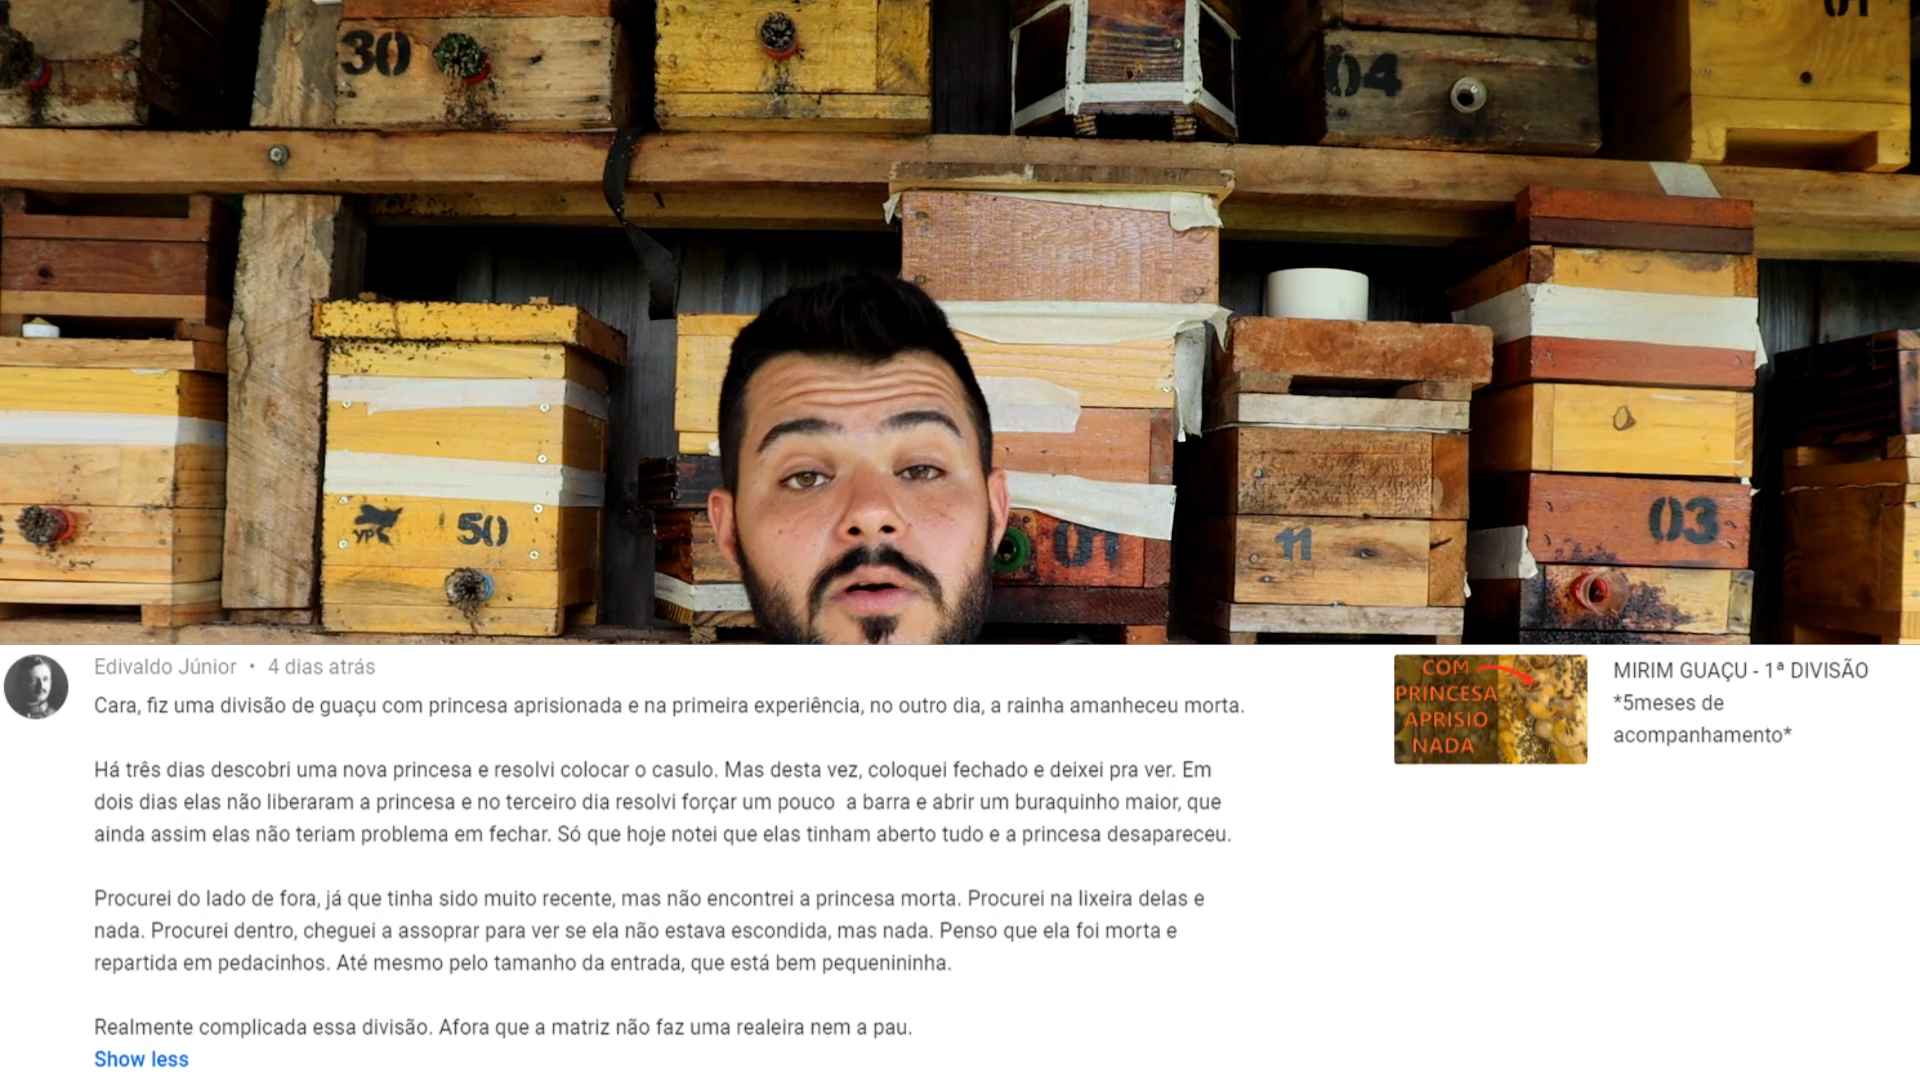 30
04
01
50
01
11
03
Edivaldo Júnior • 4 dias atrás
Cara, fiz uma divisão de guaçu com princesa aprisionada e na primeira experiência, no outro dia, a rainha amanheceu morta.
Há três dias descobri uma nova princesa e resolvi colocar o casulo. Mas desta vez, coloquei fechado e deixei pra ver. Em
dois dias elas não liberaram a princesa e no terceiro dia resolvi forçar um pouco a barra e abrir um buraquinho maior, que
ainda assim elas não teriam problema em fechar. Só que hoje notei que elas tinham aberto tudo e a princesa desapareceu.
Procurei do lado de fora, já que tinha sido muito recente, mas não encontrei a princesa morta. Procurei na lixeira delas e
nada. Procurei dentro, cheguei a assoprar para ver se ela não estava escondida, mas nada. Penso que ela foi morta e
repartida em pedacinhos. Até mesmo pelo tamanho da entrada, que está bem pequenininha.
Realmente complicada essa divisão. Afora que a matriz não faz uma realeira nem a pau.
Show less
COM
PRINCESA
APRISIO
NADA
MIRIM GUAÇU - 1ª DIVISÃO
*5meses de
acompanhamento*